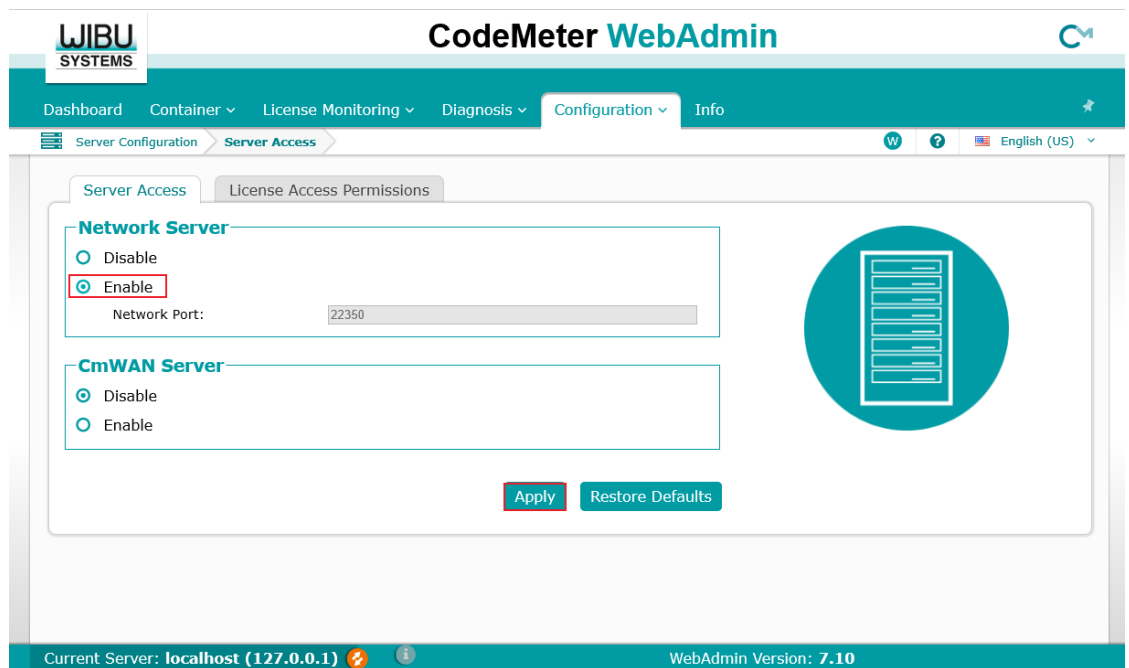 WIBU
SYSTEMS
CodeMeter WebAdmin
Dashboard Container License Monitoring Diagnosis Configuration Info
Server Configuration Server Access W ? English (US)
Server Access License Access Permissions
Network Server
Disable
Enable
Network Port: 22350
CmWAN Server
Disable
Enable
Apply Restore Defaults
Current Server: localhost (127.0.0.1) i WebAdmin Version: 7.10